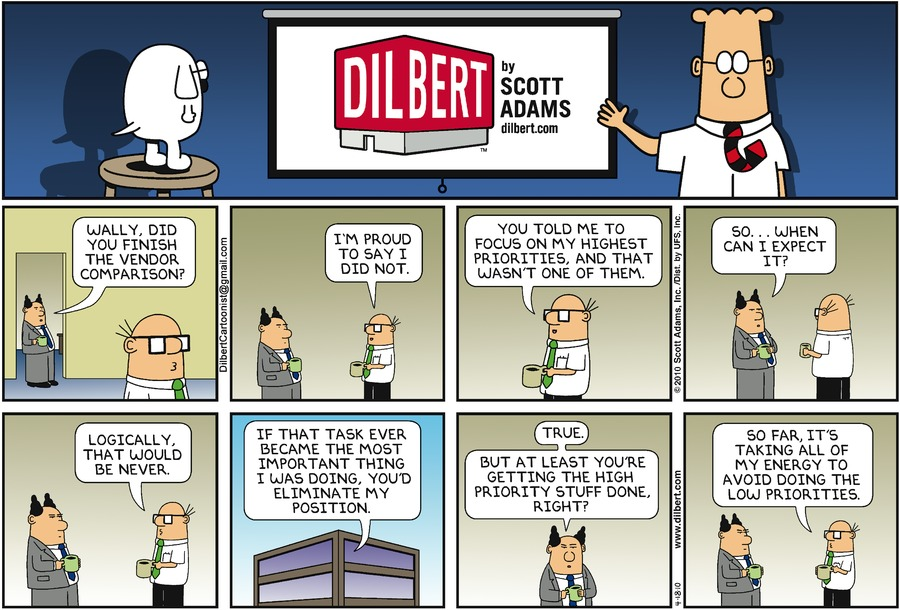 DILBERT
™
by
SCOTT
ADAMS
dilbert.com
WALLY, DID
YOU FINISH
THE VENDOR
COMPARISON?
DilbertCartoonist@gmail.com
I'M PROUD
TO SAY I
DID NOT.
YOU TOLD ME TO
FOCUS ON MY HIGHEST
PRIORITIES, AND THAT
WASN'T ONE OF THEM.
© 2010 Scott Adams, Inc. /Dist. by UFS, Inc.
SO. . . WHEN
CAN I EXPECT
IT?
LOGICALLY,
THAT WOULD
BE NEVER.
IF THAT TASK EVER
BECAME THE MOST
IMPORTANT THING
I WAS DOING, YOU'D
ELIMINATE MY
POSITION.
TRUE.
BUT AT LEAST YOU'RE
GETTING THE HIGH
PRIORITY STUFF DONE,
RIGHT?
www.dilbert.com
4-18-10
SO FAR, IT'S
TAKING ALL OF
MY ENERGY TO
AVOID DOING THE
LOW PRIORITIES.